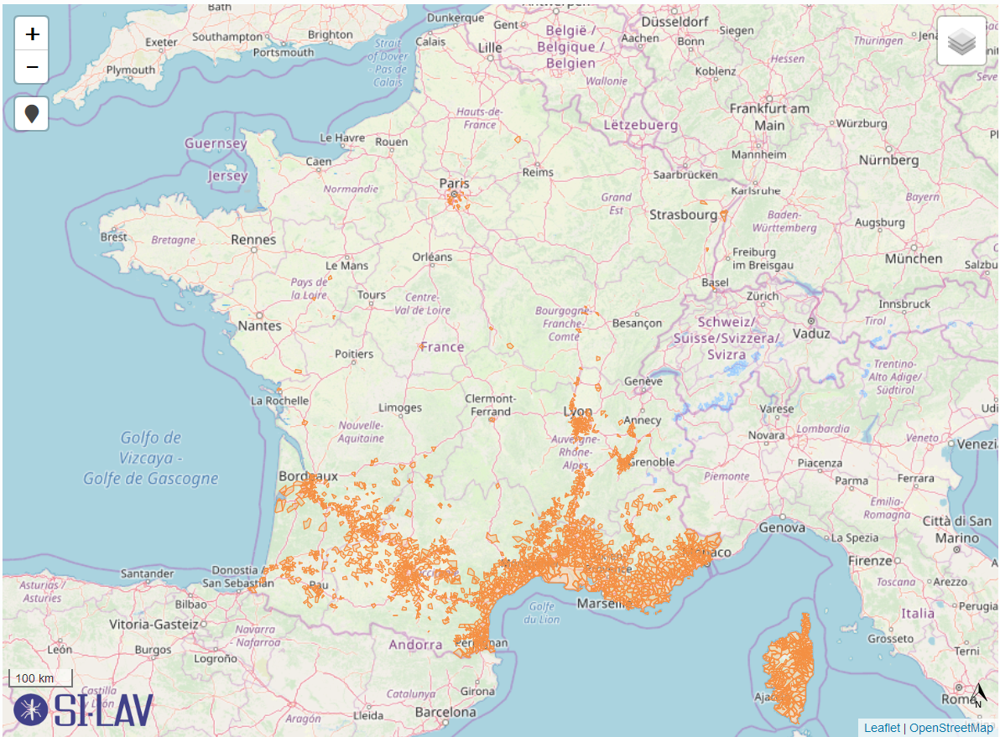 Bath
Antwerpen
Dunkerque
Düsseldorf
+
Gent
België /
Siegen
Exeter
Southampton
Brighton
Strait
Calais
Belgique /
Aachen
Bonn
Thüringen
Jena
Portsmouth
of Dover
Lille
Belgien
Hessen
−
Plymouth
- Pas de
Calais
Wallonie
Koblenz
Hauts-de-
France
Lëtzebuerg
Frankfurt am
Main
Würzburg
Guernsey
Le Havre
Rouen
Mannheim
Nürnberg
Jersey
Caen
Reims
Saarbrücken
Normandie
Paris
Karlsruhe
Grand
Est
Bayern
Strasbourg
Baden-
Württemberg
Augsburg
Brest
Bretagne
Rennes
Freiburg
im Breisgau
München
Le Mans
Orléans
Salzbu
Pays de
la Loire
Basel
Zürich
Tours
Centre-
Val de Loire
Innsbruck
Nantes
Bourgogne-
Franche-
Comté
Besançon
Schweiz/
Suisse/Svizzera/
Svizra
Vaduz
Tirol
France
Poitiers
Trentino-
Alto Adige/
Südtirol
Genève
La Rochelle
Limoges
Clermont-
Ferrand
Lyon
Annecy
Varese
Udi
Nouvelle-
Aquitaine
Novara
Lombardia
Veneto
Venezi
Golfo de
Vizcaya -
Golfe de Gascogne
Auvergne-
Rhône-
Alpes
Grenoble
Piacenza
Bordeaux
Piemonte
Parma
Ferrara
Emilia-
Romagna
Genova
Città di San
Marino
La Spezia
Monaco
Firenze
Provence
Occitanie
Donostia /
San Sebastián
Santander
Pau
Toscana
Arezzo
Asturias /
Asturies
Bilbao
Marseille
Golfe
du Lion
Perugia
Italia
Vitoria-Gasteiz
Navarra
Nafarroa
Andorra
Perpignan
Grosseto
León
Burgos
Logroño
Terni
100 km
Castilla
y León
Girona
Ajac
Roma
N
SI-LAV
Aragón
Lleida
Catalunya
Barcelona
Leaflet | OpenStreetMap